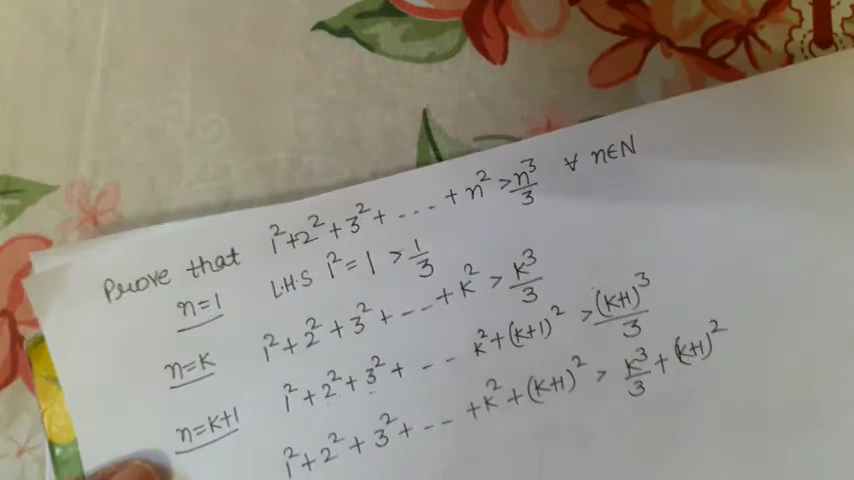 Prove that 1²+2²+3²+....+n² > n³/3 ∀ n∈N
n=1 L.H.S 1² = 1 > 1/3
n=k 1²+2²+3²+...+k² > k³/3
n=k+1 1²+2²+3²+--- k²+(k+1)² > (k+1)³/3
1²+2²+3²+---+k²+(k+1)² > k³/3+(k+1)²